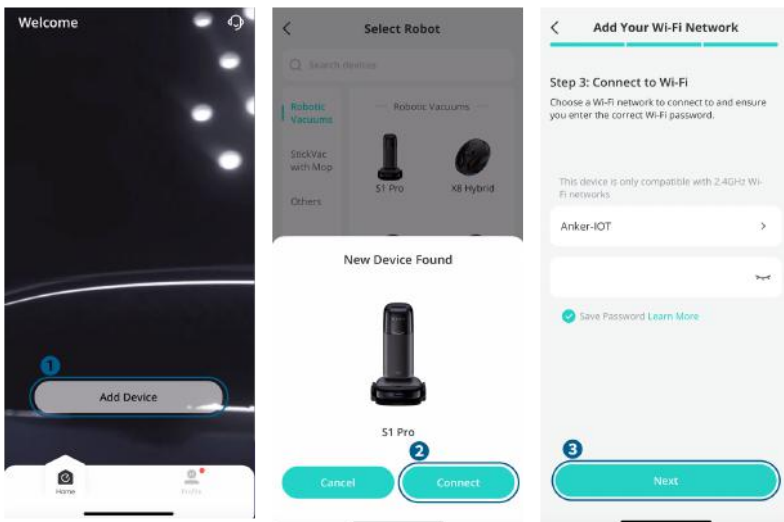 Welcome
1
Add Device
Home
Profile
Select Robot
Search devices
Robotic
Vacuums
StickVac
with Mop
Others
Robotic Vacuums
S1 Pro
X8 Hybrid
New Device Found
S1 Pro
2
Cancel
Connect
Add Your Wi-Fi Network
Step 3: Connect to Wi-Fi
Choose a Wi-Fi network to connect to and ensure
you enter the correct Wi-Fi password.
This device is only compatible with 2.4GHz Wi-
Fi networks
Anker-IOT
Save Password Learn More
3
Next